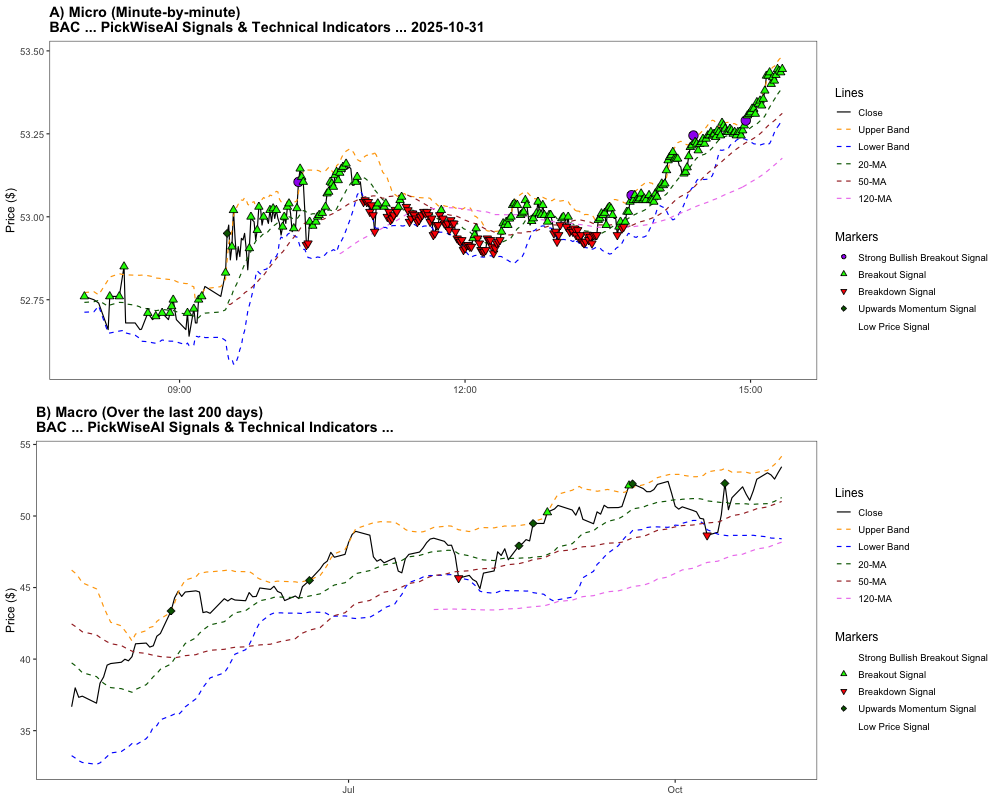 A) Micro (Minute-by-minute)
BAC ... PickWiseAI Signals & Technical Indicators ... 2025-10-31
Price ($)
53.50
53.25
53.00
52.75
09:00
12:00
15:00
Lines
Close
Upper Band
Lower Band
20-MA
50-MA
120-MA
Markers
Strong Bullish Breakout Signal
Breakout Signal
Breakdown Signal
Upwards Momentum Signal
Low Price Signal
B) Macro (Over the last 200 days)
BAC ... PickWiseAI Signals & Technical Indicators ...
Price ($)
55
50
45
40
35
Jul
Oct
Lines
Close
Upper Band
Lower Band
20-MA
50-MA
120-MA
Markers
Strong Bullish Breakout Signal
Breakout Signal
Breakdown Signal
Upwards Momentum Signal
Low Price Signal